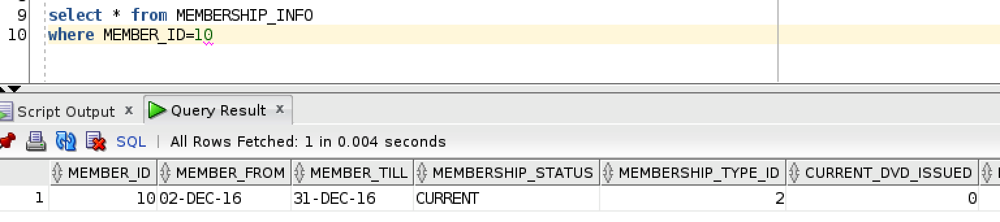 9 select * from MEMBERSHIP_INFO
10 where MEMBER_ID=10
Script Output x Query Result x
SQL | All Rows Fetched: 1 in 0.004 seconds
MEMBER_ID MEMBER_FROM MEMBER_TILL MEMBERSHIP_STATUS MEMBERSHIP_TYPE_ID CURRENT_DVD_ISSUED
1 10 02-DEC-16 31-DEC-16 CURRENT 2 0